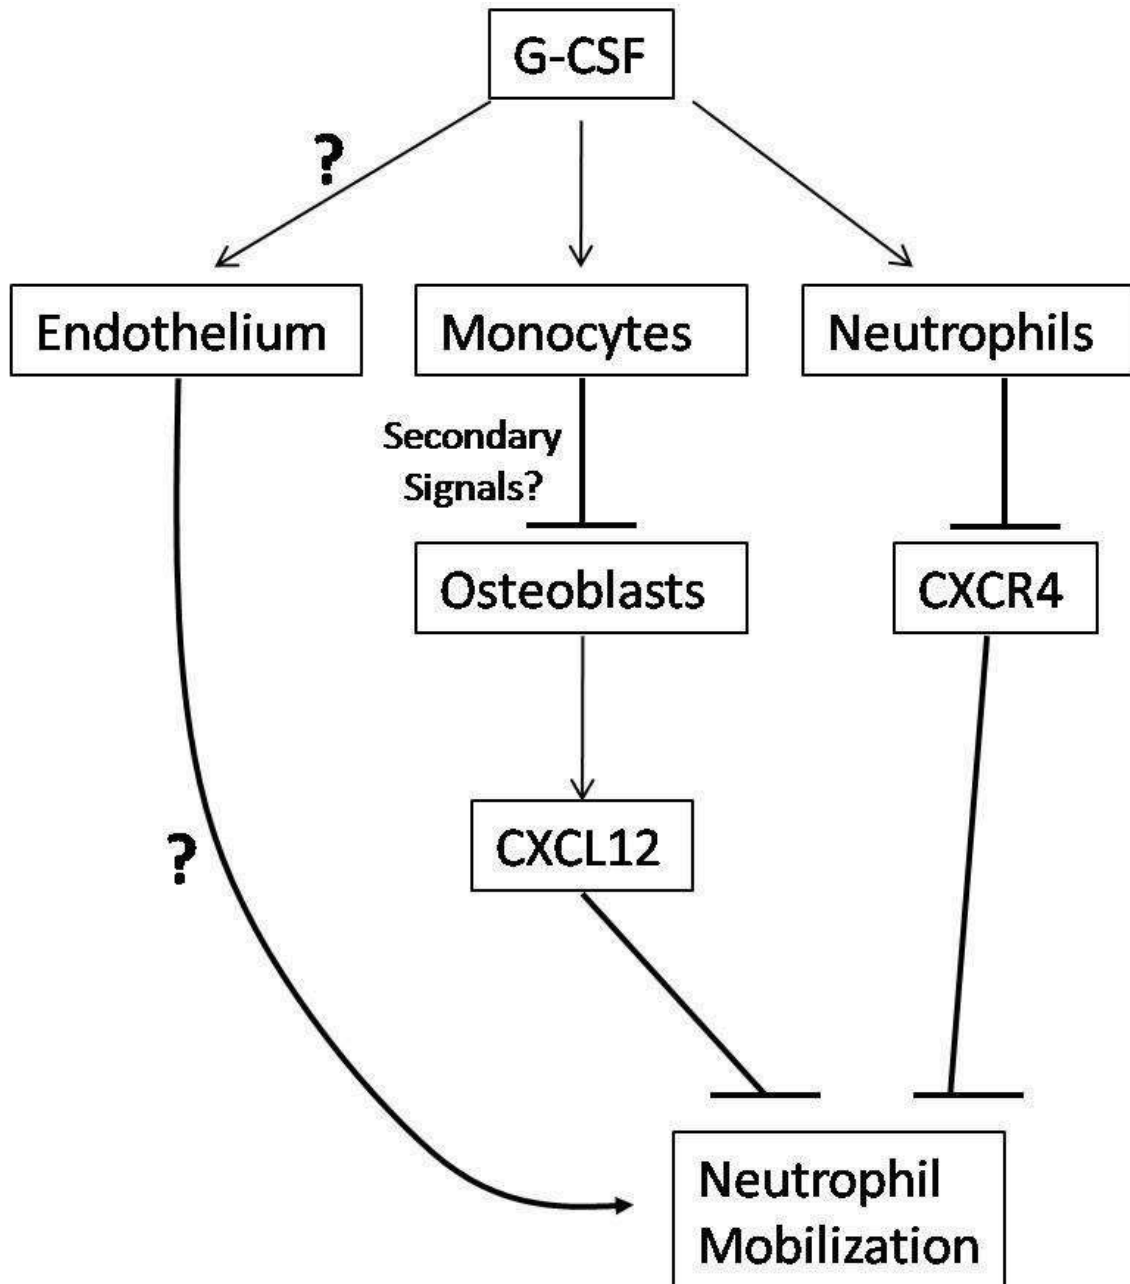 G-CSF
?
Endothelium
Monocytes
Neutrophils
Secondary
Signals?
Osteoblasts
CXCR4
CXCL12
?
Neutrophil
Mobilization